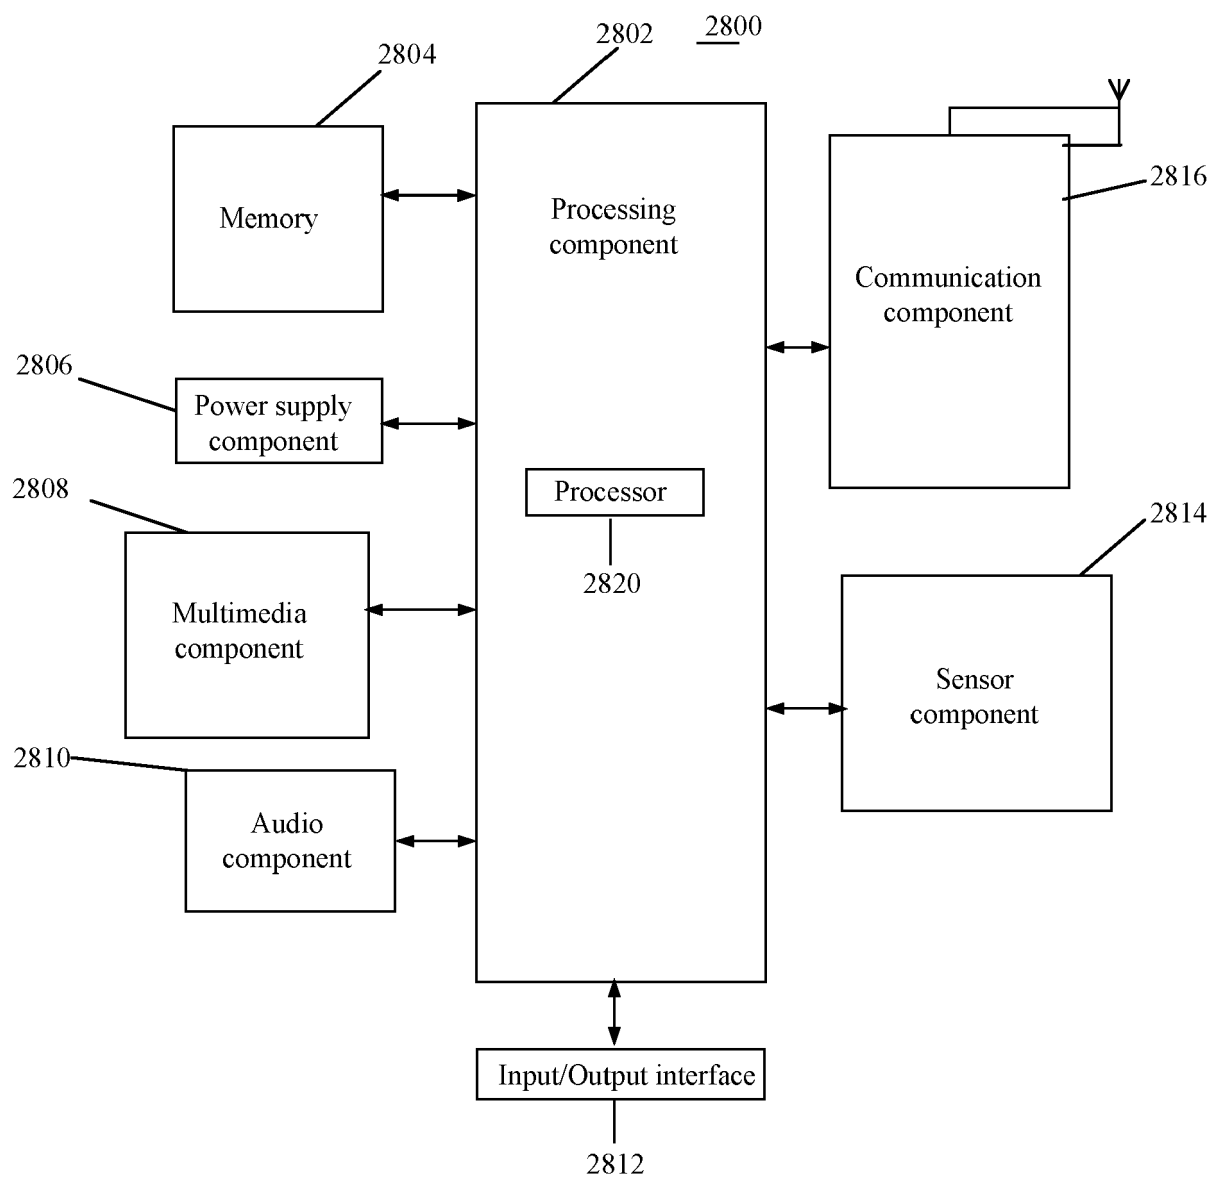 2800
2802
2804
2816
Memory
Processing
component
Communication
component
2806
Power supply
component
2808
Processor
2820
2814
Multimedia
component
Sensor
component
2810
Audio
component
Input/Output interface
2812